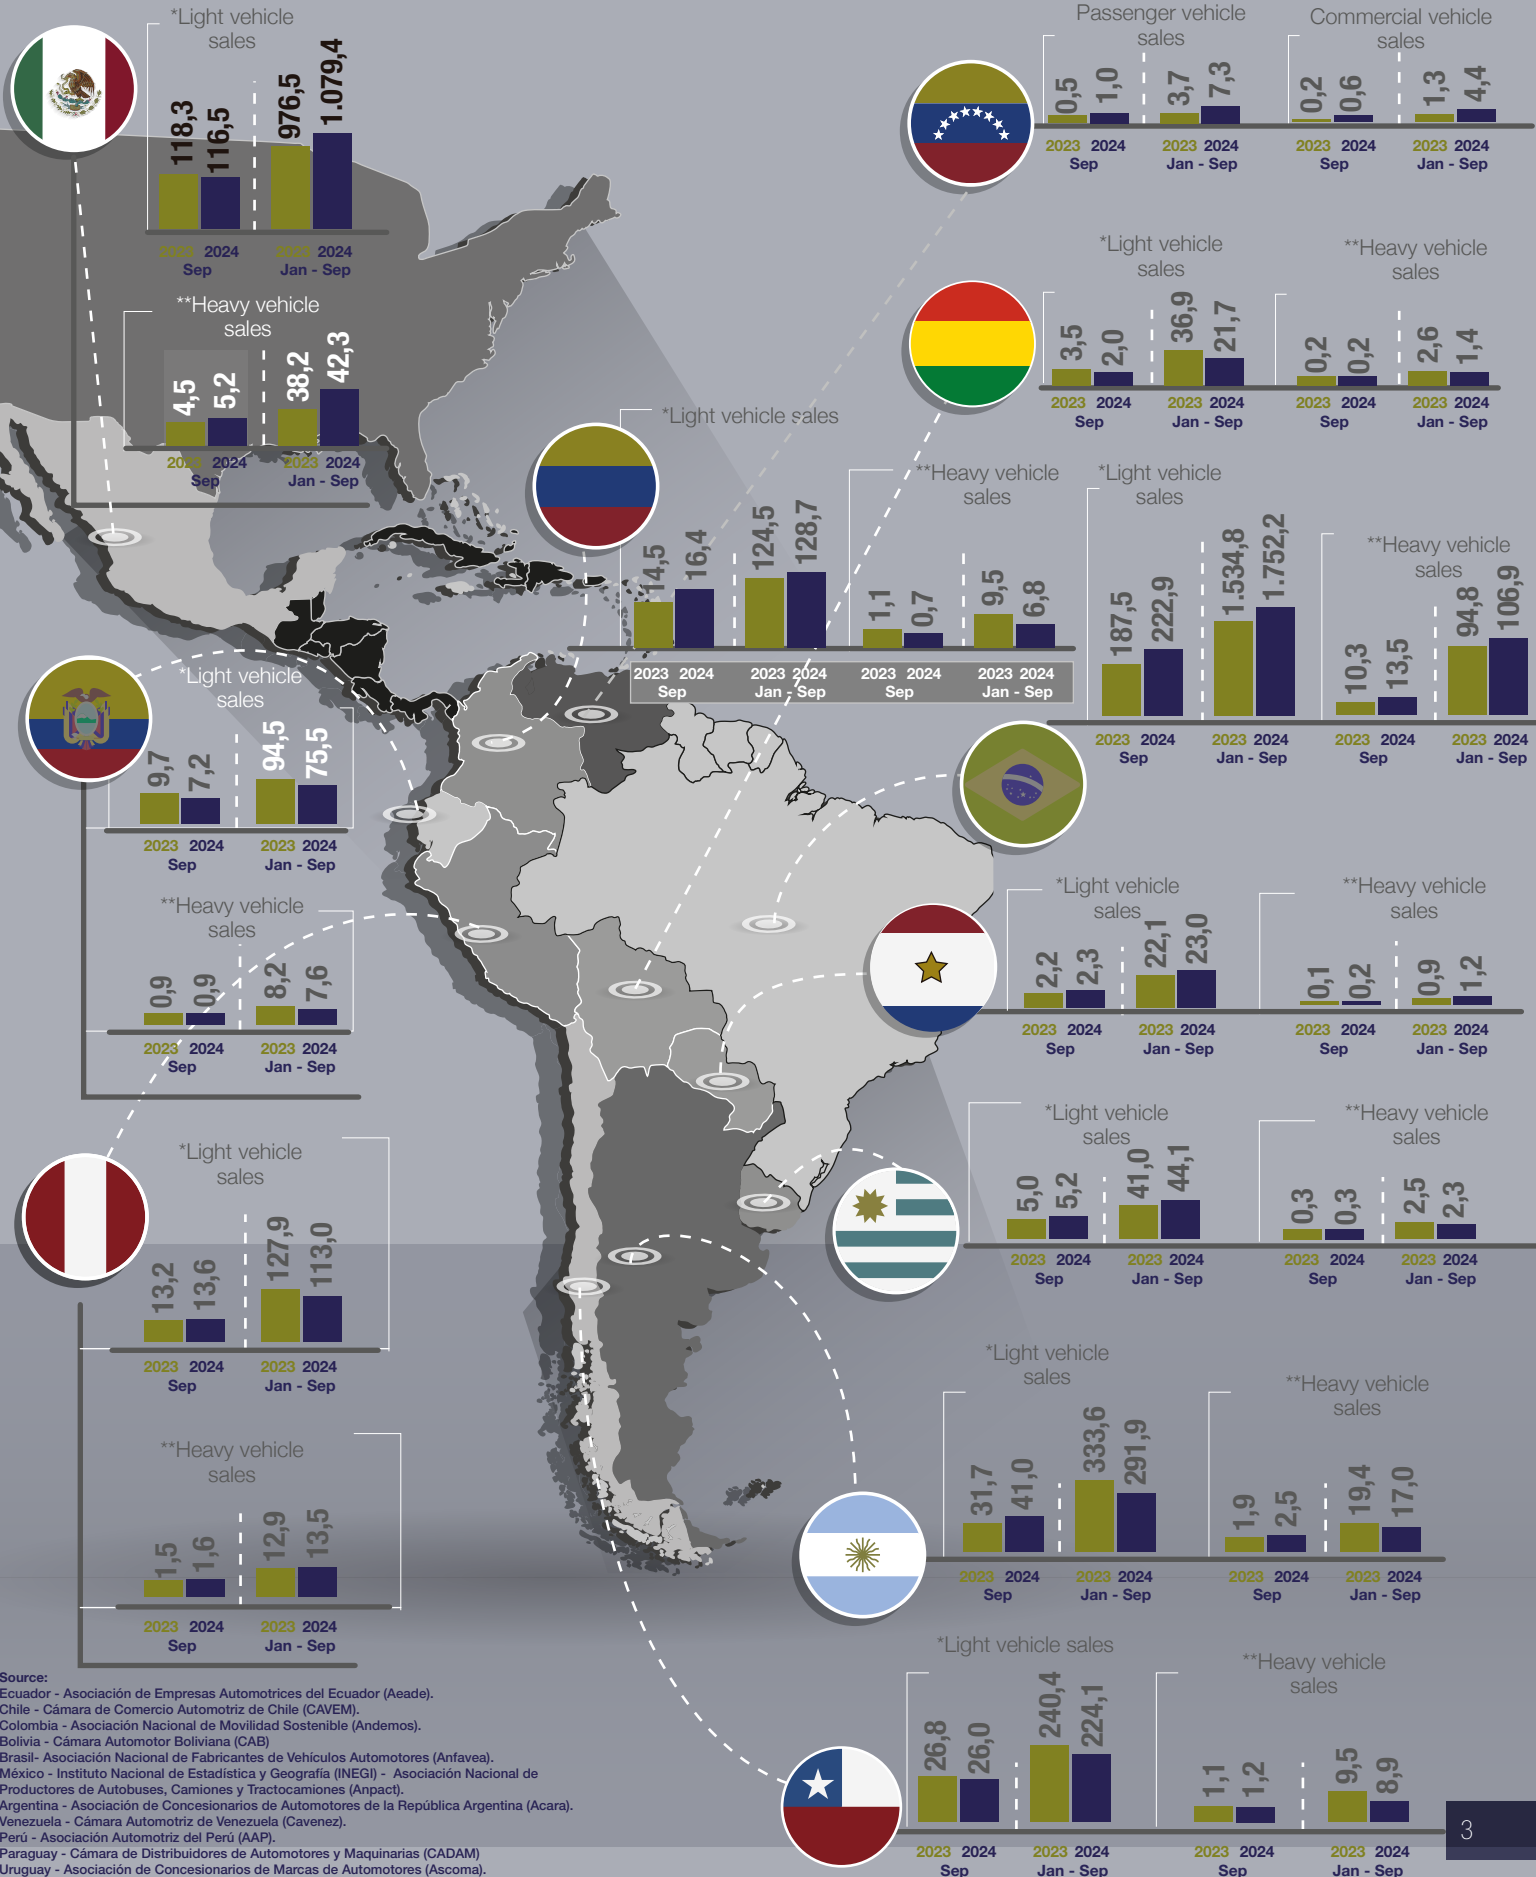 *Light vehicle
sales
118,3
116,5
976,5
1.079,4
2023 2024
Sep
2023 2024
Jan - Sep
**Heavy vehicle
sales
4,5
5,2
38,2
42,3
2023 2024
Sep
2023 2024
Jan - Sep
Passenger vehicle
sales
0,5
1,0
3,7
7,3
2023 2024
Sep
2023 2024
Jan - Sep
Commercial vehicle
sales
0,2
0,6
1,3
4,4
2023 2024
Sep
2023 2024
Jan - Sep
*Light vehicle
sales
3,5
2,0
36,9
21,7
2023 2024
Sep
2023 2024
Jan - Sep
**Heavy vehicle
sales
0,2
0,2
2,6
1,4
2023 2024
Sep
2023 2024
Jan - Sep
*Light vehicle sales
14,5
16,4
124,5
128,7
2023 2024
Sep
2023 2024
Jan - Sep
**Heavy vehicle
sales
1,1
0,7
9,5
6,8
2023 2024
Sep
2023 2024
Jan - Sep
*Light vehicle
sales
187,5
222,9
1.534,8
1.752,2
2023 2024
Sep
2023 2024
Jan - Sep
**Heavy vehicle
sales
10,3
13,5
94,8
106,9
2023 2024
Sep
2023 2024
Jan - Sep
*Light vehicle
sales
9,7
7,2
94,5
75,5
2023 2024
Sep
2023 2024
Jan - Sep
**Heavy vehicle
sales
0,9
0,9
8,2
7,6
2023 2024
Sep
2023 2024
Jan - Sep
*Light vehicle
sales
2,2
2,3
22,1
23,0
2023 2024
Sep
2023 2024
Jan - Sep
**Heavy vehicle
sales
0,1
0,2
0,9
1,2
2023 2024
Sep
2023 2024
Jan - Sep
*Light vehicle
sales
5,0
5,2
41,0
44,1
2023 2024
Sep
2023 2024
Jan - Sep
**Heavy vehicle
sales
0,3
0,3
2,5
2,3
2023 2024
Sep
2023 2024
Jan - Sep
*Light vehicle
sales
13,2
13,6
127,9
113,0
2023 2024
Sep
2023 2024
Jan - Sep
**Heavy vehicle
sales
1,5
1,6
12,9
13,5
2023 2024
Sep
2023 2024
Jan - Sep
*Light vehicle
sales
31,7
41,0
333,6
291,9
2023 2024
Sep
2023 2024
Jan - Sep
**Heavy vehicle
sales
1,9
2,5
19,4
17,0
2023 2024
Sep
2023 2024
Jan - Sep
*Light vehicle sales
26,8
26,0
240,4
224,1
2023 2024
Sep
2023 2024
Jan - Sep
**Heavy vehicle
sales
1,1
1,2
9,5
8,9
2023 2024
Sep
2023 2024
Jan - Sep
Source:
Ecuador - Asociación de Empresas Automotrices del Ecuador (Aeade).
Chile - Cámara de Comercio Automotriz de Chile (CAVEM).
Colombia - Asociación Nacional de Movilidad Sostenible (Andemos).
Bolivia - Cámara Automotor Boliviana (CAB)
Brasil- Asociación Nacional de Fabricantes de Vehículos Automotores (Anfavea).
México - Instituto Nacional de Estadística y Geografía (INEGI) - Asociación Nacional de
Productores de Autobuses, Camiones y Tractocamiones (Anpact).
Argentina - Asociación de Concesionarios de Automotores de la República Argentina (Acara).
Venezuela - Cámara Automotriz de Venezuela (Cavenez).
Perú - Asociación Automotriz del Perú (AAP).
Paraguay - Cámara de Distribuidores de Automotores y Maquinarias (CADAM)
Uruguay - Asociación de Concesionarios de Marcas de Automotores (Ascoma).
3